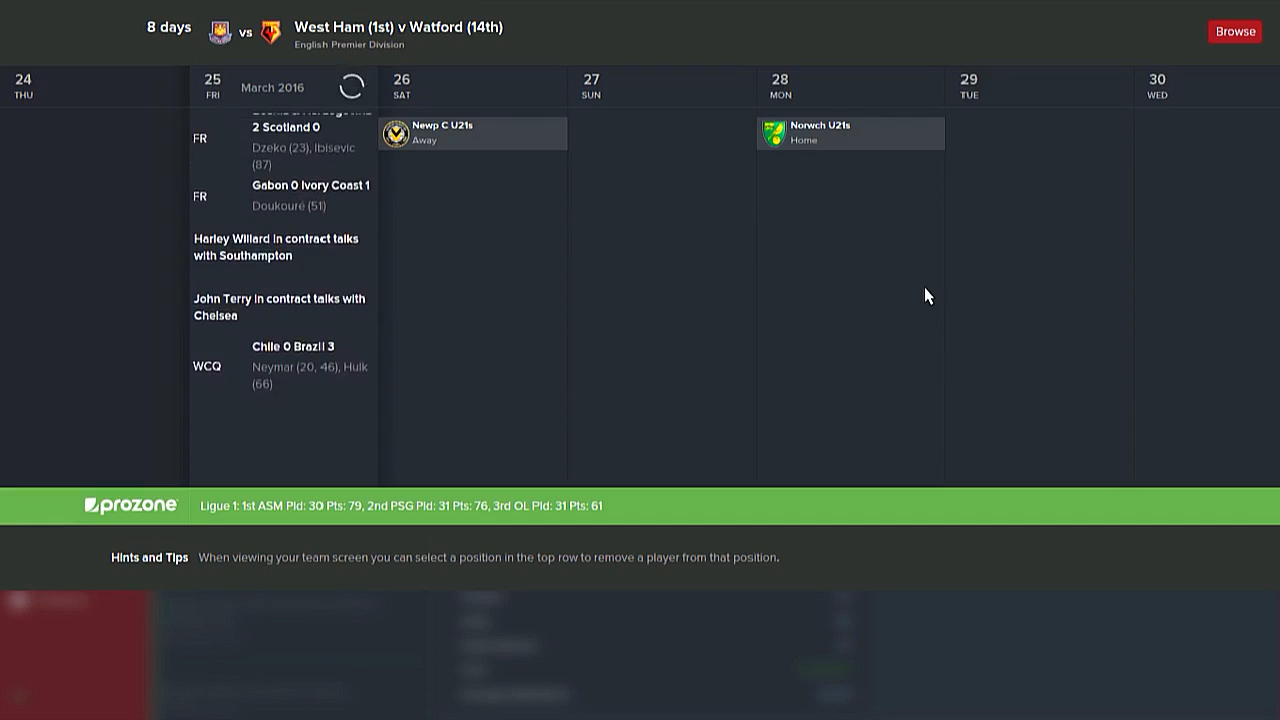 8 days
vs
West Ham (1st) v Watford (14th)
English Premier Division
Browse
24
THU
25
FRI
March 2016
26
SAT
27
SUN
28
MON
29
TUE
30
WED
FR
2 Scotland 0
Dzeko (23), Ibisevic
(87)
FR
Gabon 0 Ivory Coast 1
Doukouré (51)
Harley Willard in contract talks
with Southampton
John Terry in contract talks with
Chelsea
WCQ
Chile 0 Brazil 3
Neymar (20, 46), Hulk
(66)
Newp C U21s
Away
Norwch U21s
Home
prozone
Ligue 1: 1st ASM Pld: 30 Pts: 79, 2nd PSG Pld: 31 Pts: 76, 3rd OL Pld: 31 Pts: 61
Hints and Tips
When viewing your team screen you can select a position in the top row to remove a player from that position.